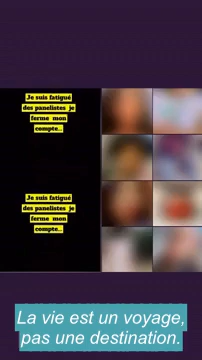 Je suis fatigué
des panelistes je
ferme mon
compte...
Je suis fatigué
des panelistes je
ferme mon
compte...
La vie est un voyage,
pas une destination.